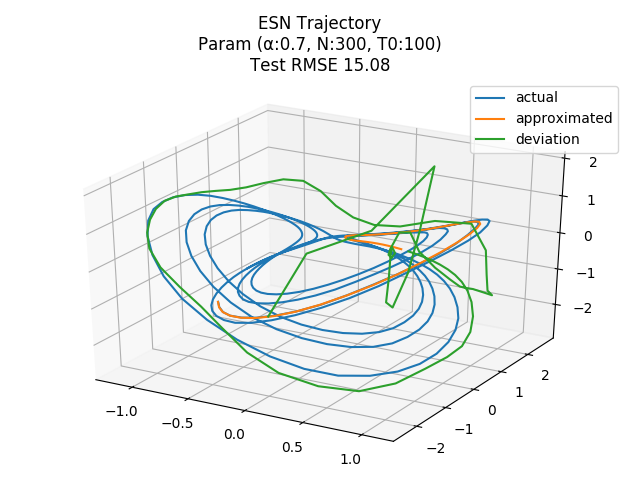 ESN Trajectory
Param (α:0.7, N:300, T0:100)
Test RMSE 15.08
actual
approximated
deviation
2
1
0
−1
−2
2
1
0
−1
−2
−1.0
−0.5
0.0
0.5
1.0